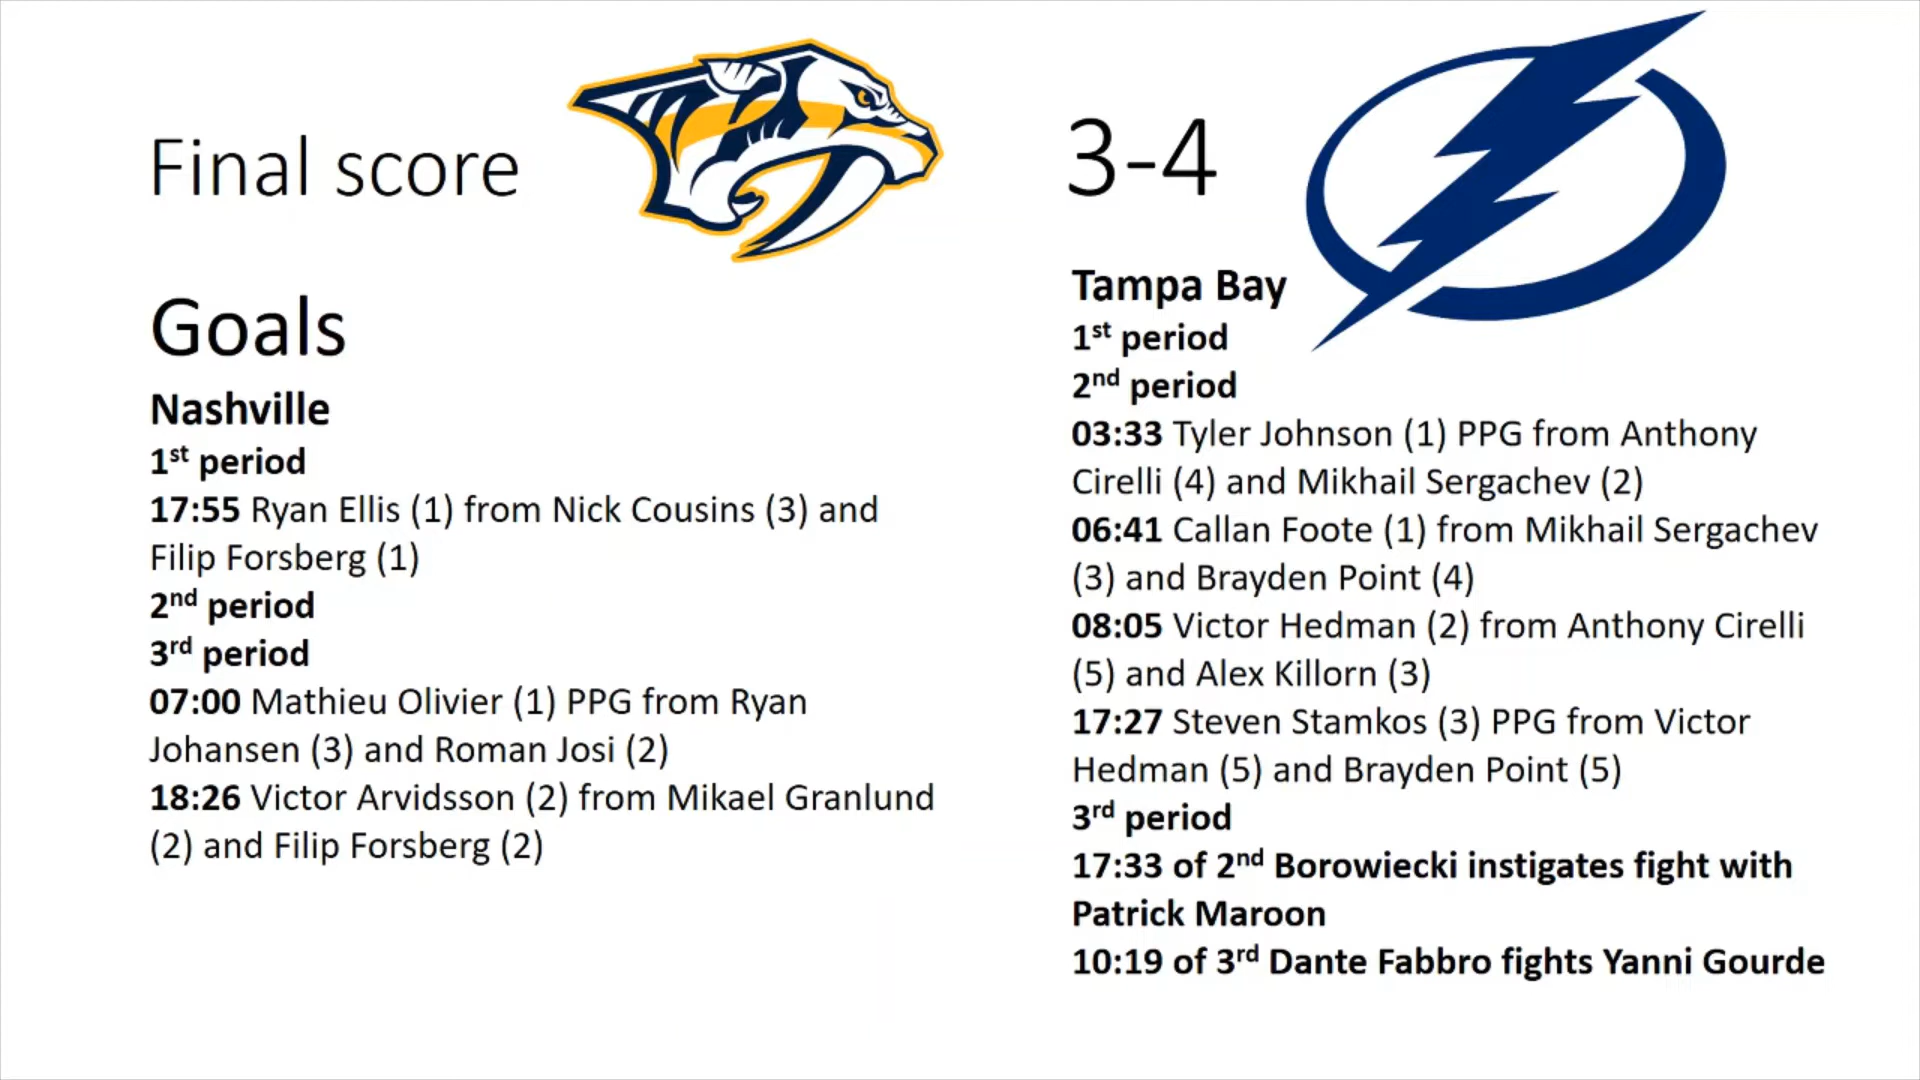 Final score
3-4
Goals
Nashville
1st period
17:55 Ryan Ellis (1) from Nick Cousins (3) and
Filip Forsberg (1)
2nd period
3rd period
07:00 Mathieu Olivier (1) PPG from Ryan
Johansen (3) and Roman Josi (2)
18:26 Victor Arvidsson (2) from Mikael Granlund
(2) and Filip Forsberg (2)
Tampa Bay
1st period
2nd period
03:33 Tyler Johnson (1) PPG from Anthony
Cirelli (4) and Mikhail Sergachev (2)
06:41 Callan Foote (1) from Mikhail Sergachev
(3) and Brayden Point (4)
08:05 Victor Hedman (2) from Anthony Cirelli
(5) and Alex Killorn (3)
17:27 Steven Stamkos (3) PPG from Victor
Hedman (5) and Brayden Point (5)
3rd period
17:33 of 2nd Borowiecki instigates fight with
Patrick Maroon
10:19 of 3rd Dante Fabbro fights Yanni Gourde